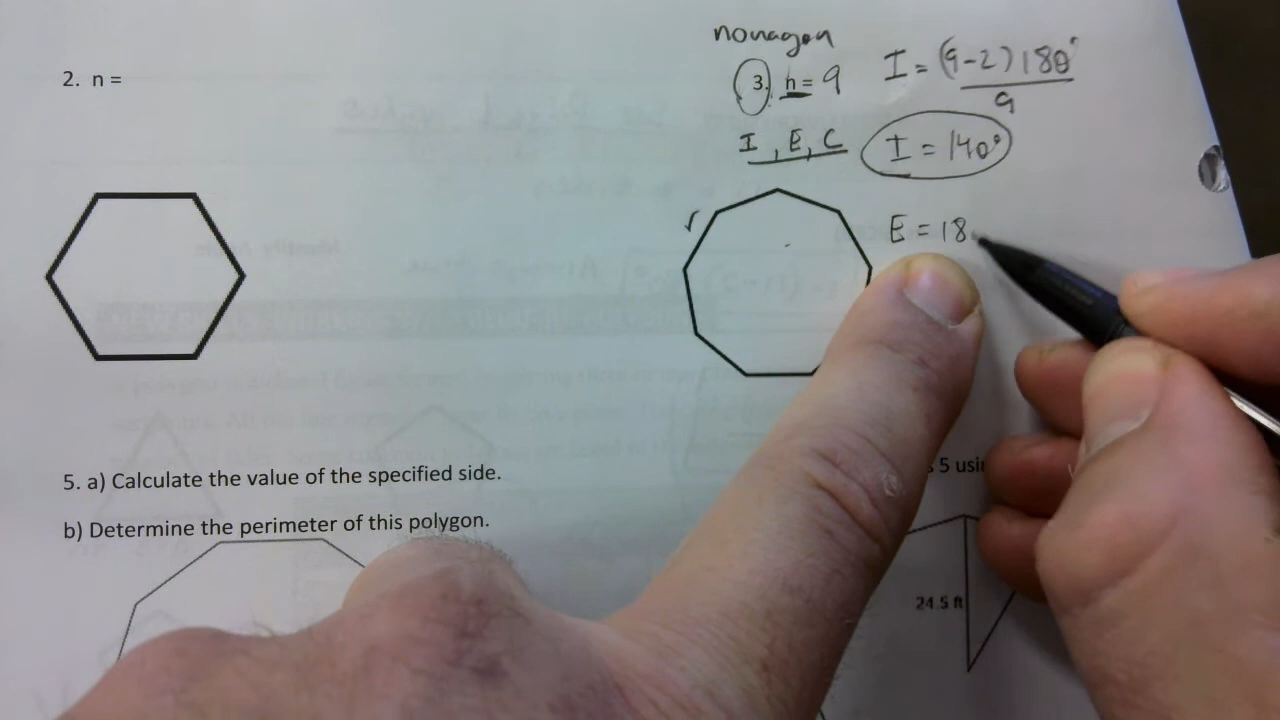 2. n =
nonagon
3. n = 9
I = (9-2)180°
9
I, E, C
I = 140°
E = 18
5. a) Calculate the value of the specified side.
b) Determine the perimeter of this polygon.
5
24.5 ft